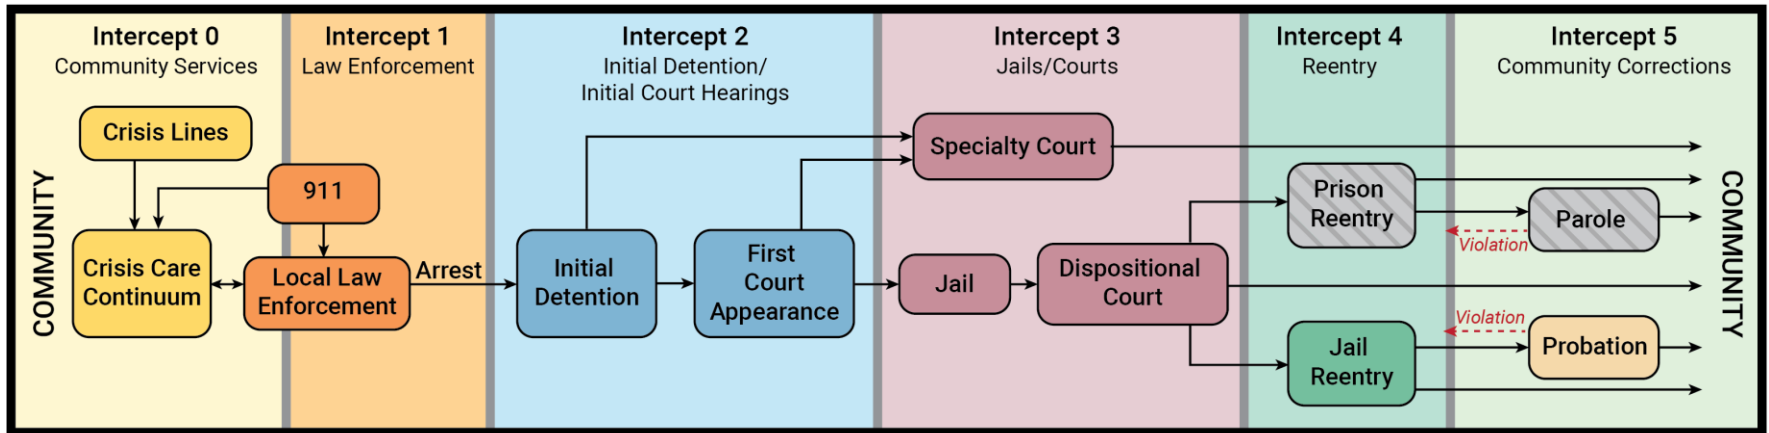 Intercept 0
Community Services
Intercept 1
Law Enforcement
Intercept 2
Initial Detention/
Initial Court Hearings
Intercept 3
Jails/Courts
Intercept 4
Reentry
Intercept 5
Community Corrections
COMMUNITY
Crisis Lines
911
Crisis Care
Continuum
Local Law
Enforcement
Arrest
Initial
Detention
First
Court
Appearance
Specialty Court
Jail
Dispositional
Court
Prison
Reentry
Parole
Violation
Jail
Reentry
Violation
Probation
COMMUNITY